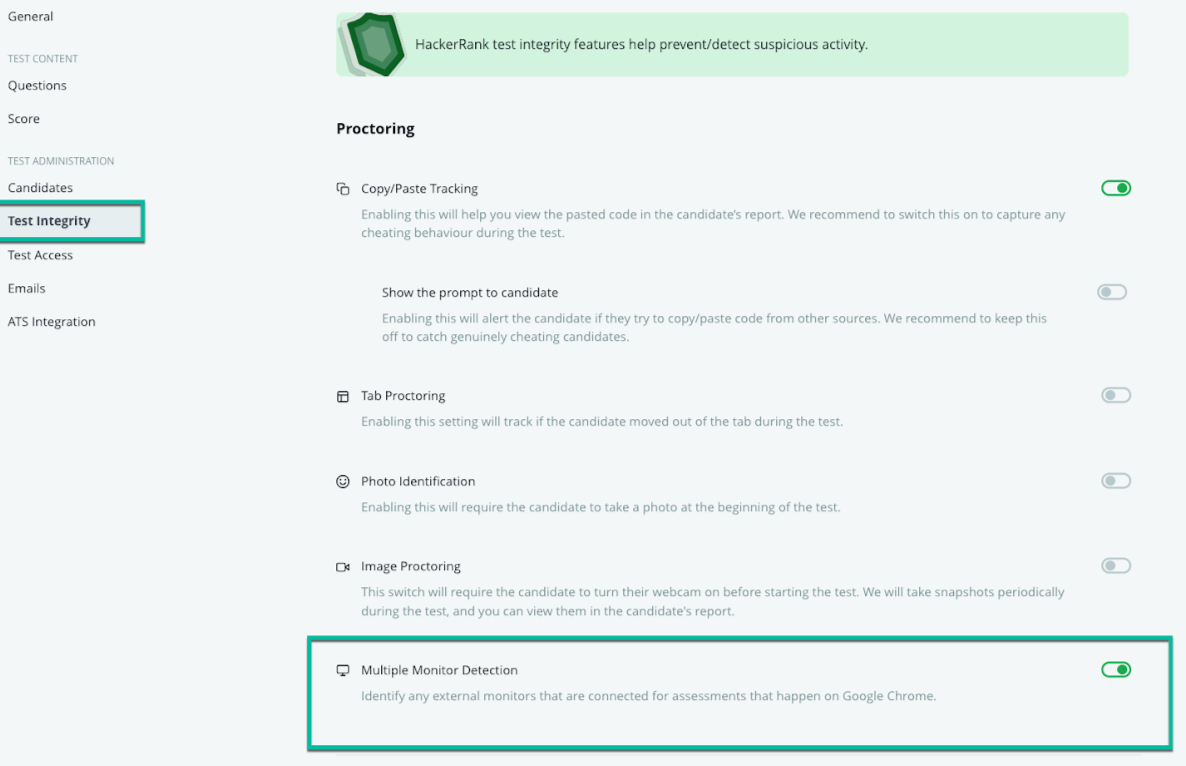 General
TEST CONTENT
Questions
Score
TEST ADMINISTRATION
Candidates
Test Integrity
Test Access
Emails
ATS Integration
HackerRank test integrity features help prevent/detect suspicious activity.
Proctoring
Copy/Paste Tracking
Enabling this will help you view the pasted code in the candidate's report. We recommend to switch this on to capture any
cheating behaviour during the test.
Show the prompt to candidate
Enabling this will alert the candidate if they try to copy/paste code from other sources. We recommend to keep this
off to catch genuinely cheating candidates.
Tab Proctoring
Enabling this setting will track if the candidate moved out of the tab during the test.
Photo Identification
Enabling this will require the candidate to take a photo at the beginning of the test.
Image Proctoring
This switch will require the candidate to turn their webcam on before starting the test. We will take snapshots periodically
during the test, and you can view them in the candidate's report.
Multiple Monitor Detection
Identify any external monitors that are connected for assessments that happen on Google Chrome.